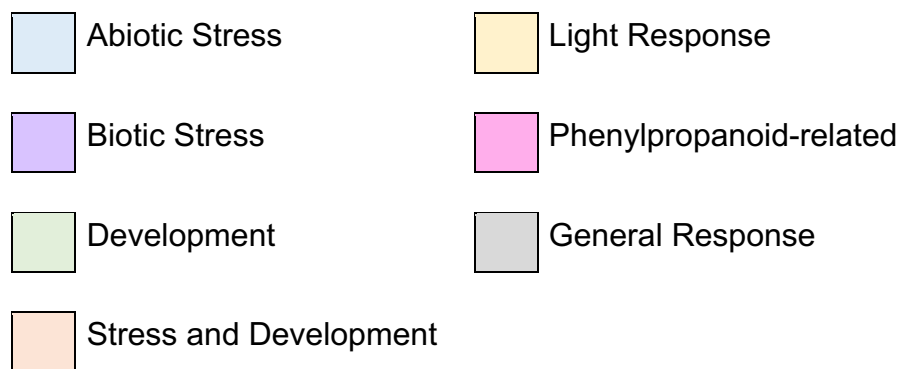 Abiotic Stress
Light Response
Biotic Stress
Phenylpropanoid-related
Development
General Response
Stress and Development